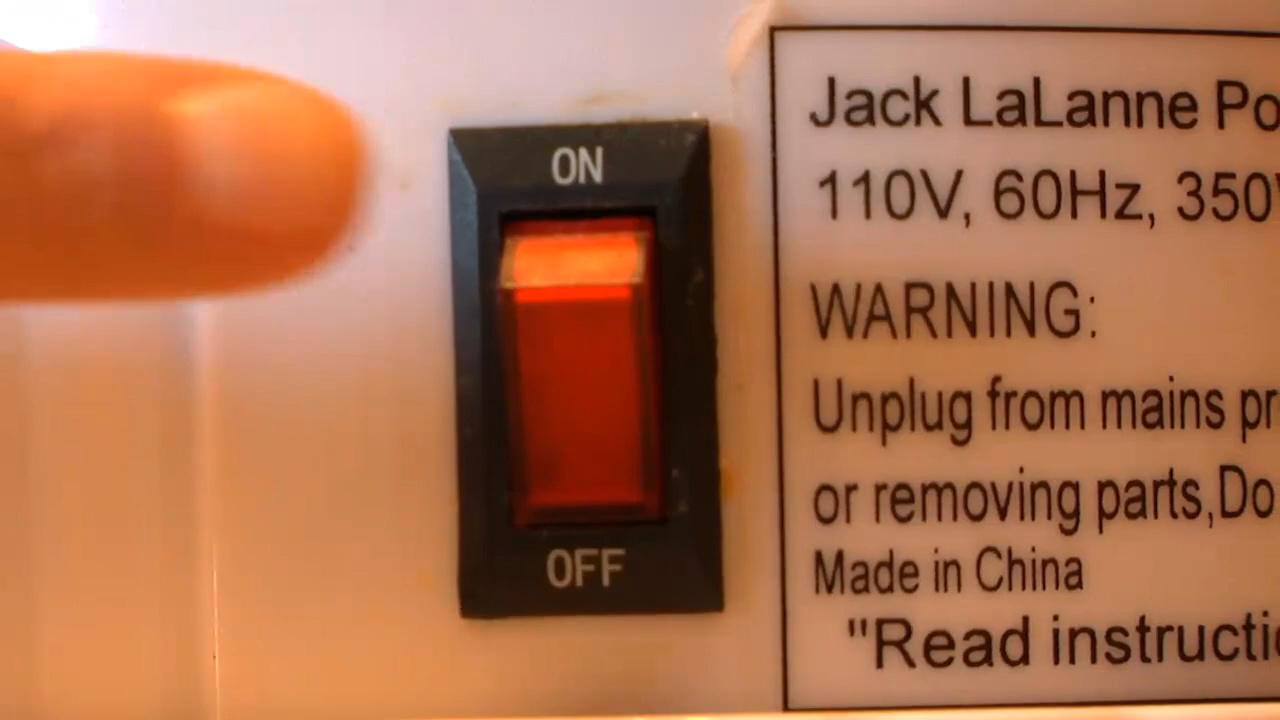 ON
OFF
Jack LaLanne Po
110V, 60Hz, 350
WARNING:
Unplug from mains pr
or removing parts,Do
Made in China
"Read instructi